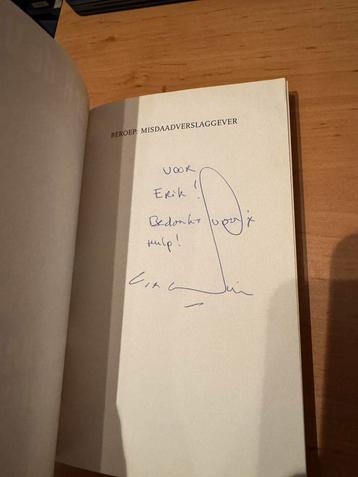 BEROEP: MISDAADVERSLAGGEVER
VOOR
Erik!
Bedankt voor je
Hulp!